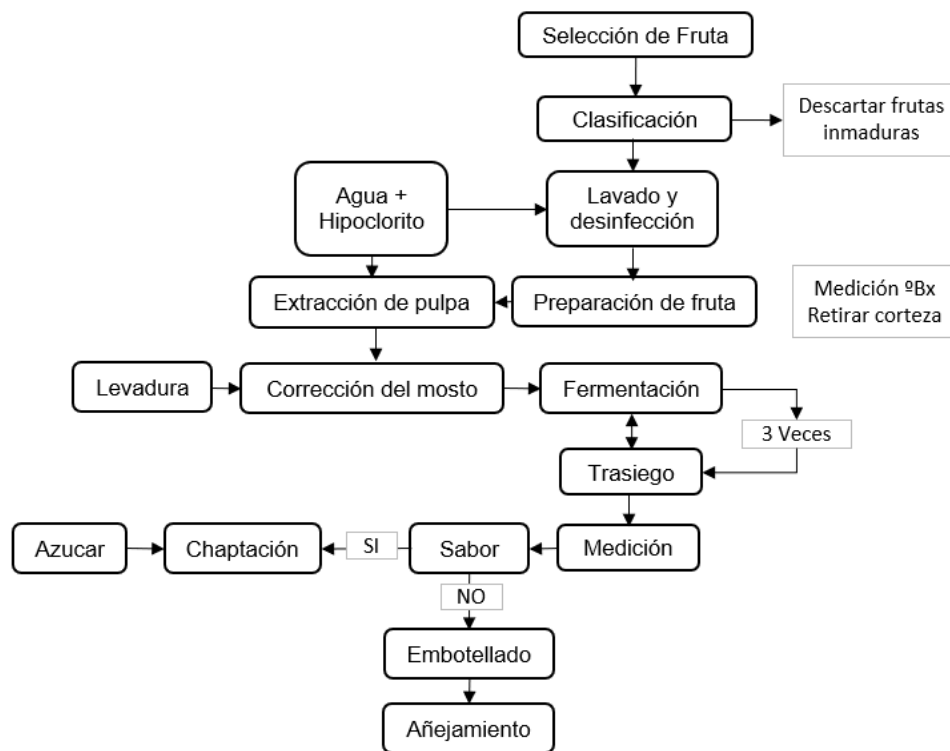 Selección de Fruta
Clasificación
Descartar frutas
inmaduras
Agua +
Hipoclorito
Lavado y
desinfección
Extracción de pulpa
Preparación de fruta
Medición ºBx
Retirar corteza
Levadura
Corrección del mosto
Fermentación
3 Veces
Trasiego
Azucar
Chaptación
SI
Sabor
Medición
NO
Embotellado
Añejamiento